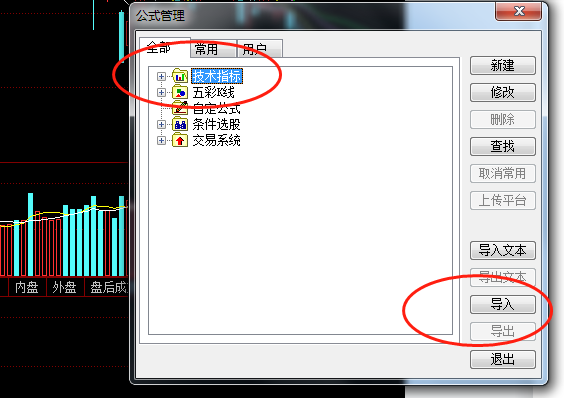 公式管理
全部 常用 用户
技术指标
五彩K线
自定公式
条件选股
交易系统
新建
修改
删除
查找
取消常用
上传平台
导入文本
导出文本
导入
导出
退出
内盘 外盘 盘后成